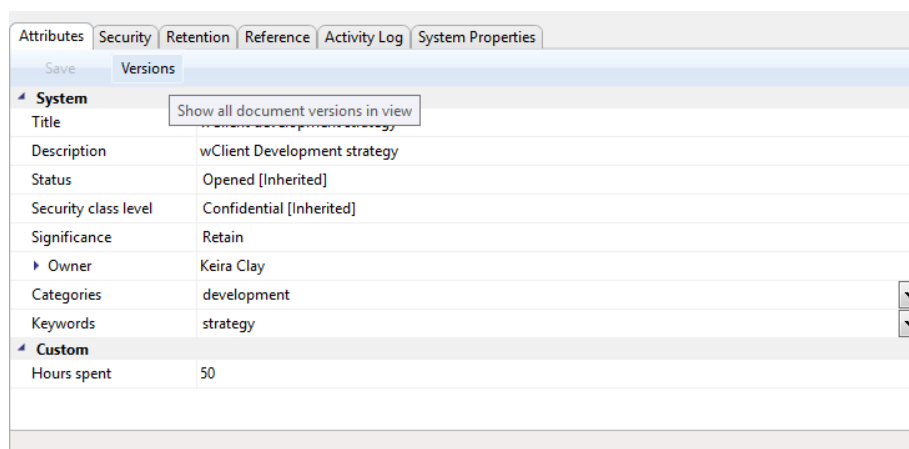 Attributes Security Retention Reference Activity Log System Properties
Save Versions
System
Show all document versions in view
Title
Description wClient Development strategy
Status Opened [Inherited]
Security class level Confidential [Inherited]
Significance Retain
Owner Keira Clay
Categories development
Keywords strategy
Custom
Hours spent 50